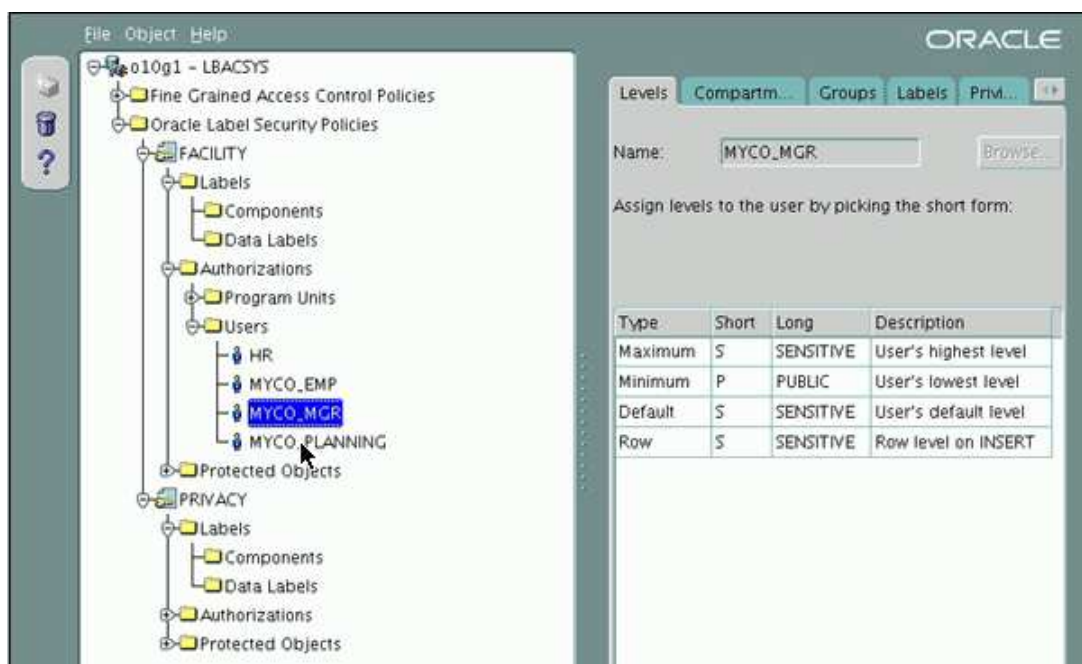 File Object Help
ORACLE
o10g1 - LBACSYS
Fine Grained Access Control Policies
Oracle Label Security Policies
FACILITY
Labels
Components
Data Labels
Authorizations
Program Units
Users
HR
MYCO_EMP
MYCO_MGR
MYCO_PLANNING
Protected Objects
PRIVACY
Labels
Components
Data Labels
Authorizations
Protected Objects
Levels Compartm... Groups Labels Privi...
Name: MYCO_MGR Browse...
Assign levels to the user by picking the short form:
Type Short Long Description
Maximum S SENSITIVE User's highest level
Minimum P PUBLIC User's lowest level
Default S SENSITIVE User's default level
Row S SENSITIVE Row level on INSERT